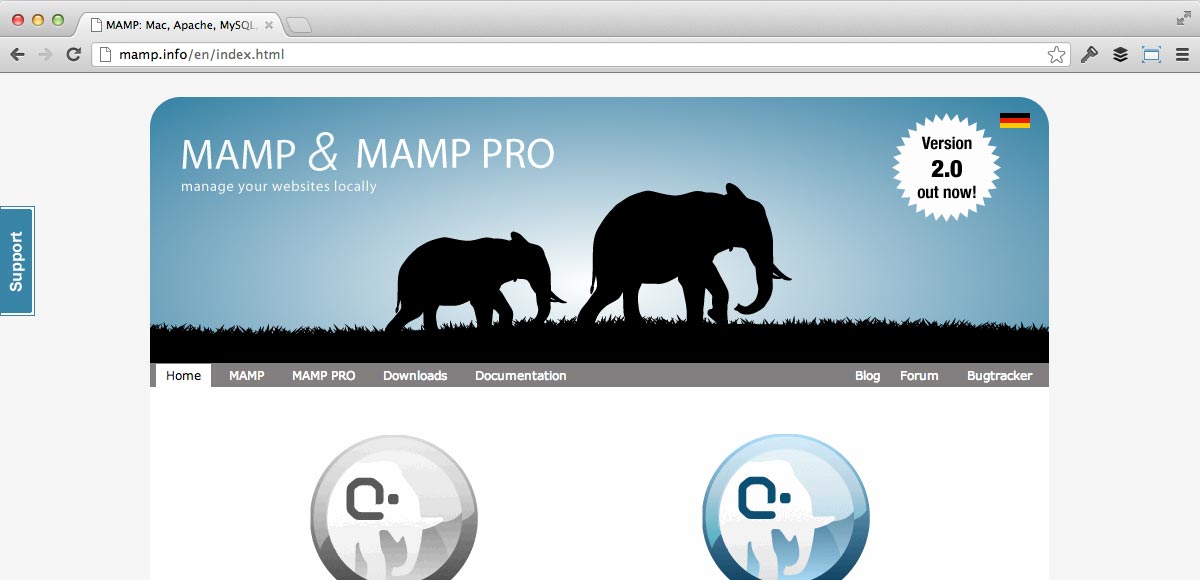 MAMP: Mac, Apache, MySQL,
mamp.info/en/index.html
MAMP & MAMP PRO
manage your websites locally
Version
2.0
out now!
Support
Home MAMP MAMP PRO Downloads Documentation Blog Forum Bugtracker